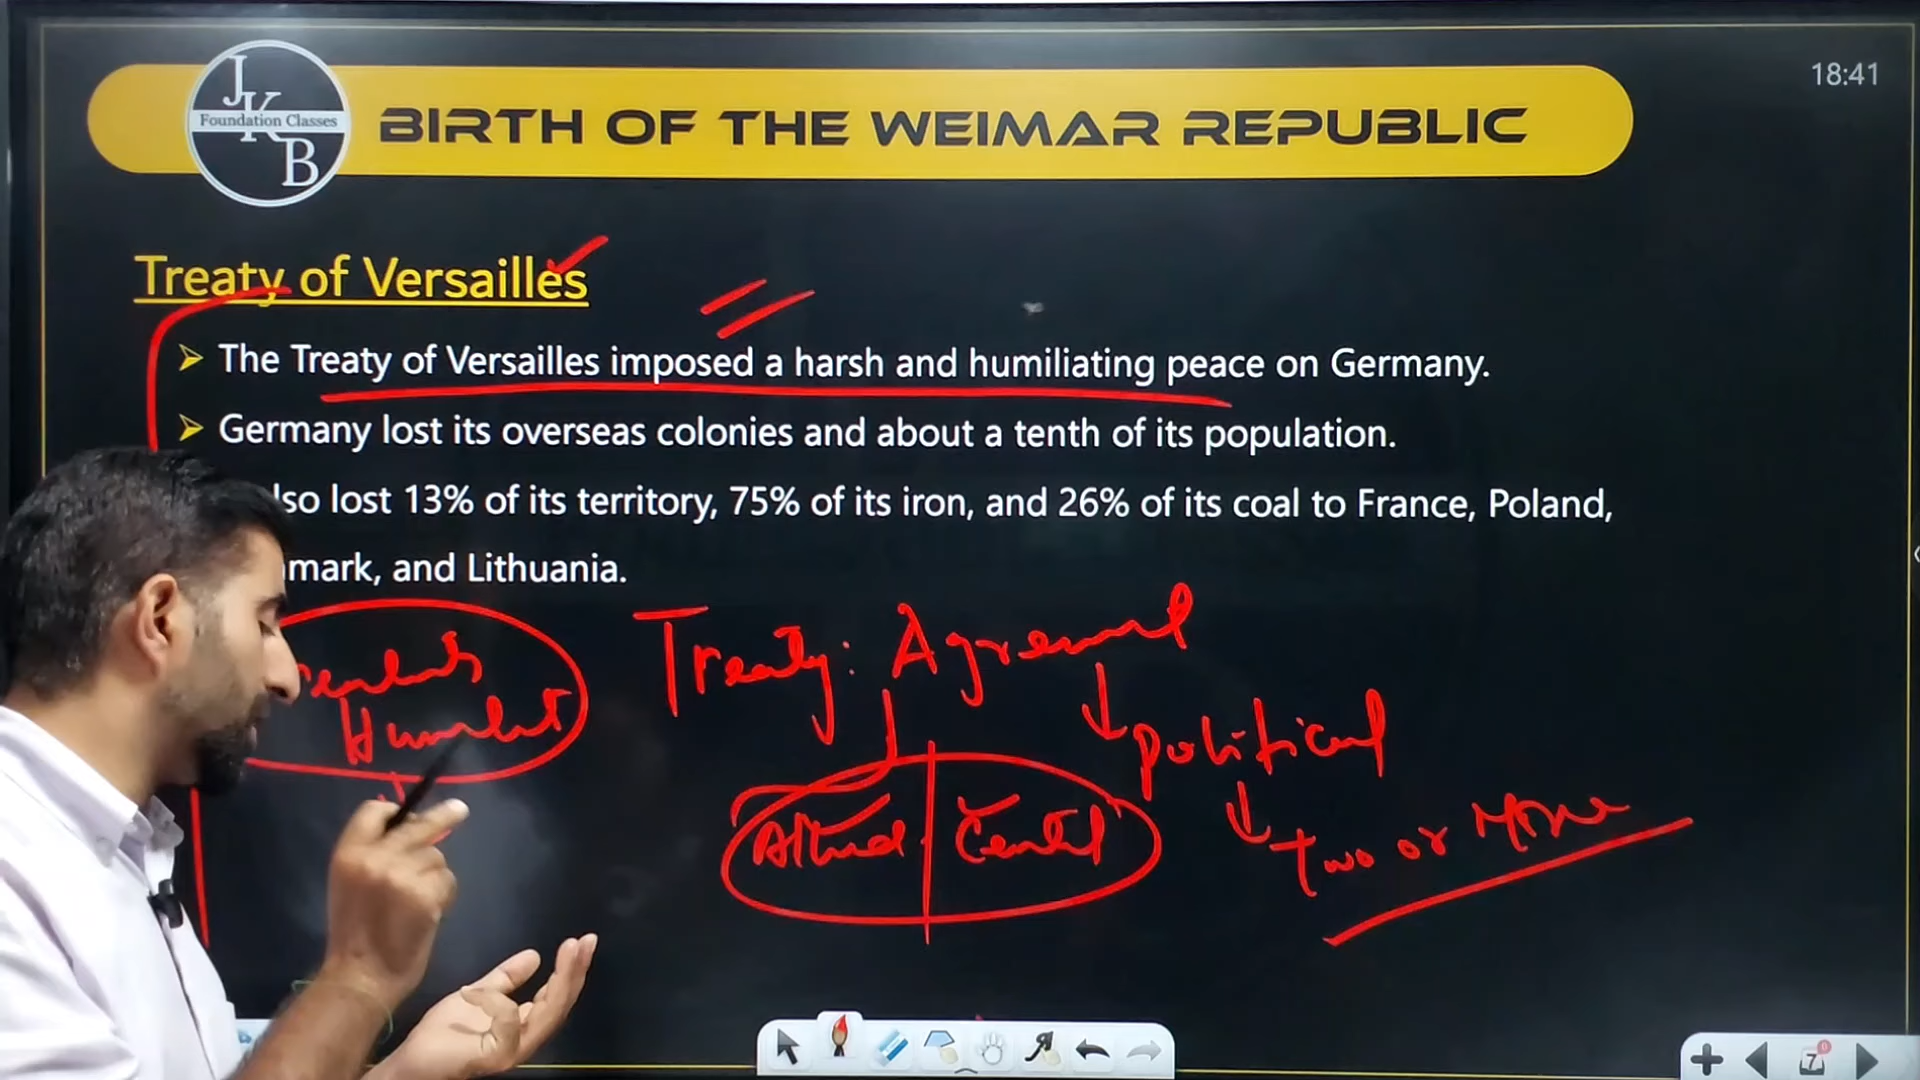 18:41
J
K
Foundation Classes
B
BIRTH OF THE WEIMAR REPUBLIC
Treaty of Versailles
The Treaty of Versailles imposed a harsh and humiliating peace on Germany.
Germany lost its overseas colonies and about a tenth of its population.
lso lost 13% of its territory, 75% of its iron, and 26% of its coal to France, Poland,
mark, and Lithuania.
Treaty:
political
Two or More
7